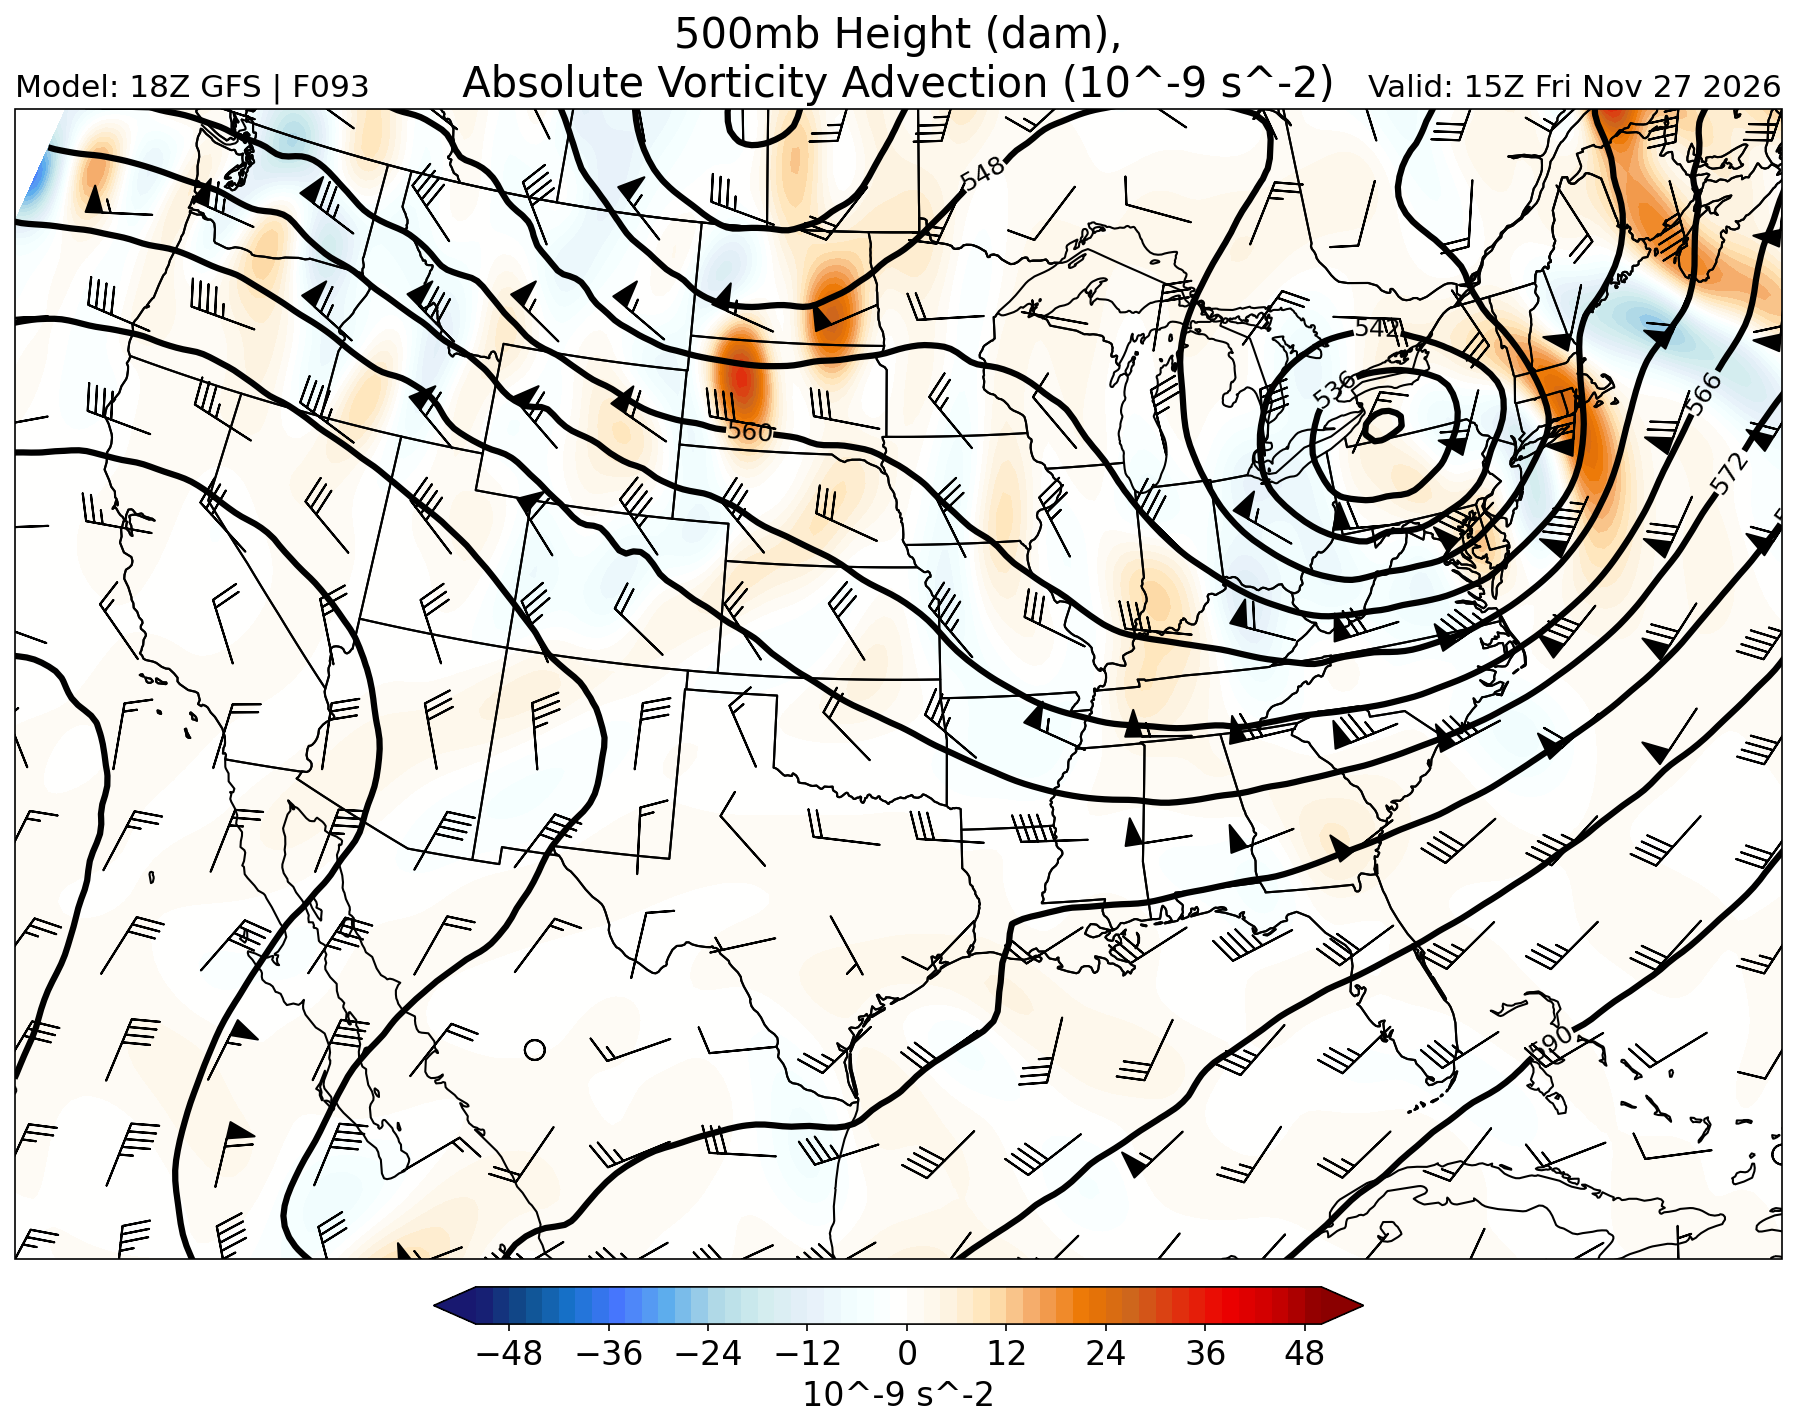 500mb Height (dam),
Model: 18Z GFS | F093
Absolute Vorticity Advection (10^-9 s^-2)
Valid: 15Z Fri Nov 27 2026
548
542
536
560
566
572
590
−48 −36 −24 −12 0 12 24 36 48
10^-9 s^-2